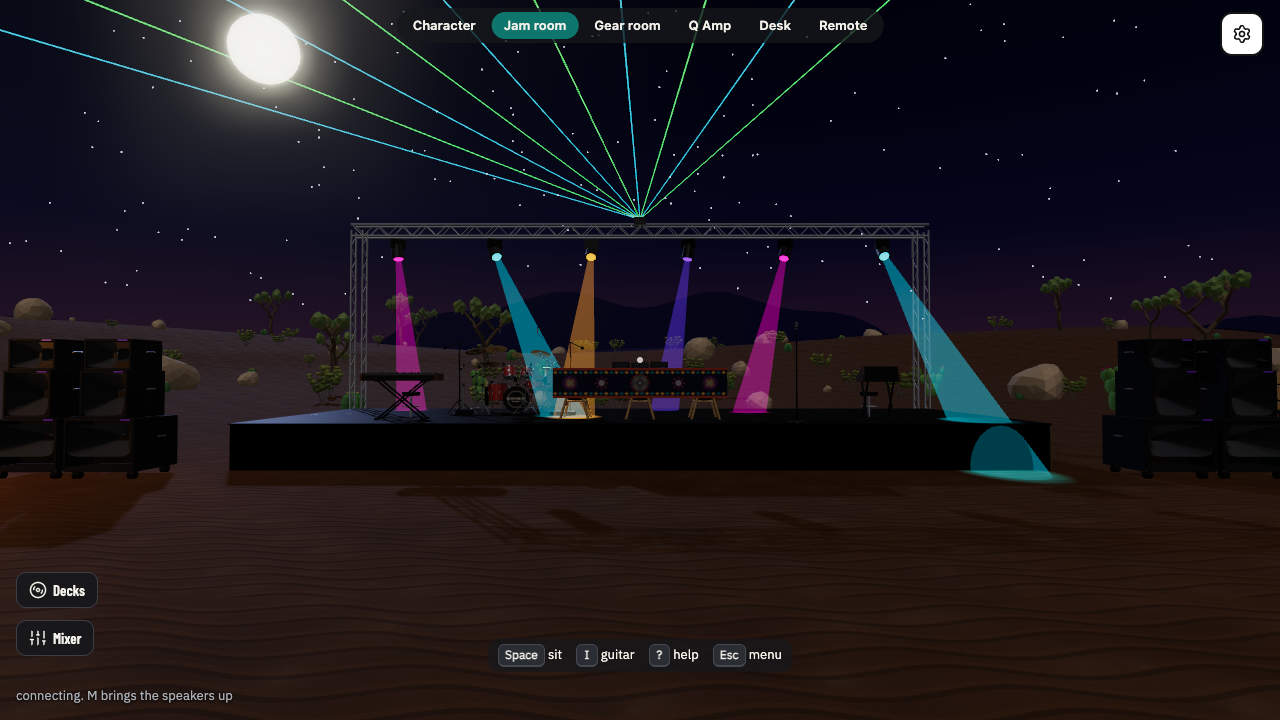 Character Jam room Gear room Q Amp Desk Remote
Decks
Mixer
Space sit I guitar ? help Esc menu
connecting. M brings the speakers up